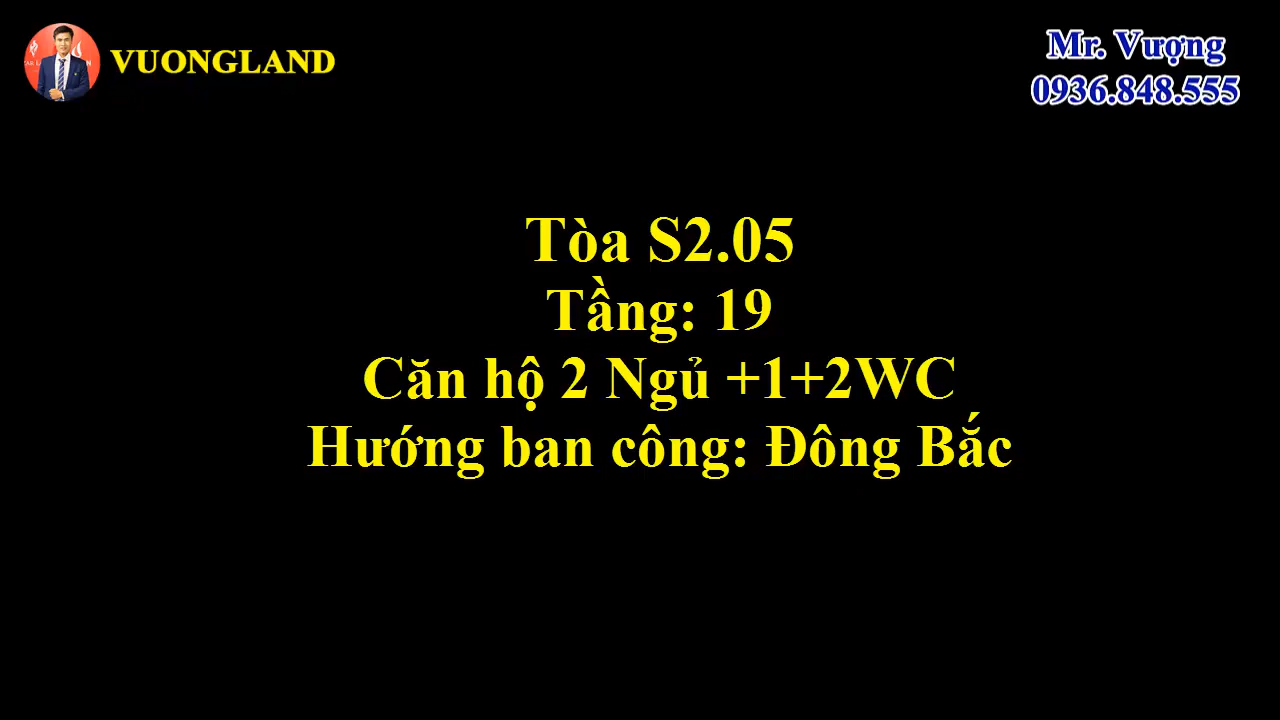 VUONGLAND
Mr. Vượng
0936.848.555
Tòa S2.05
Tầng: 19
Căn hộ 2 Ngủ +1+2WC
Hướng ban công: Đông Bắc